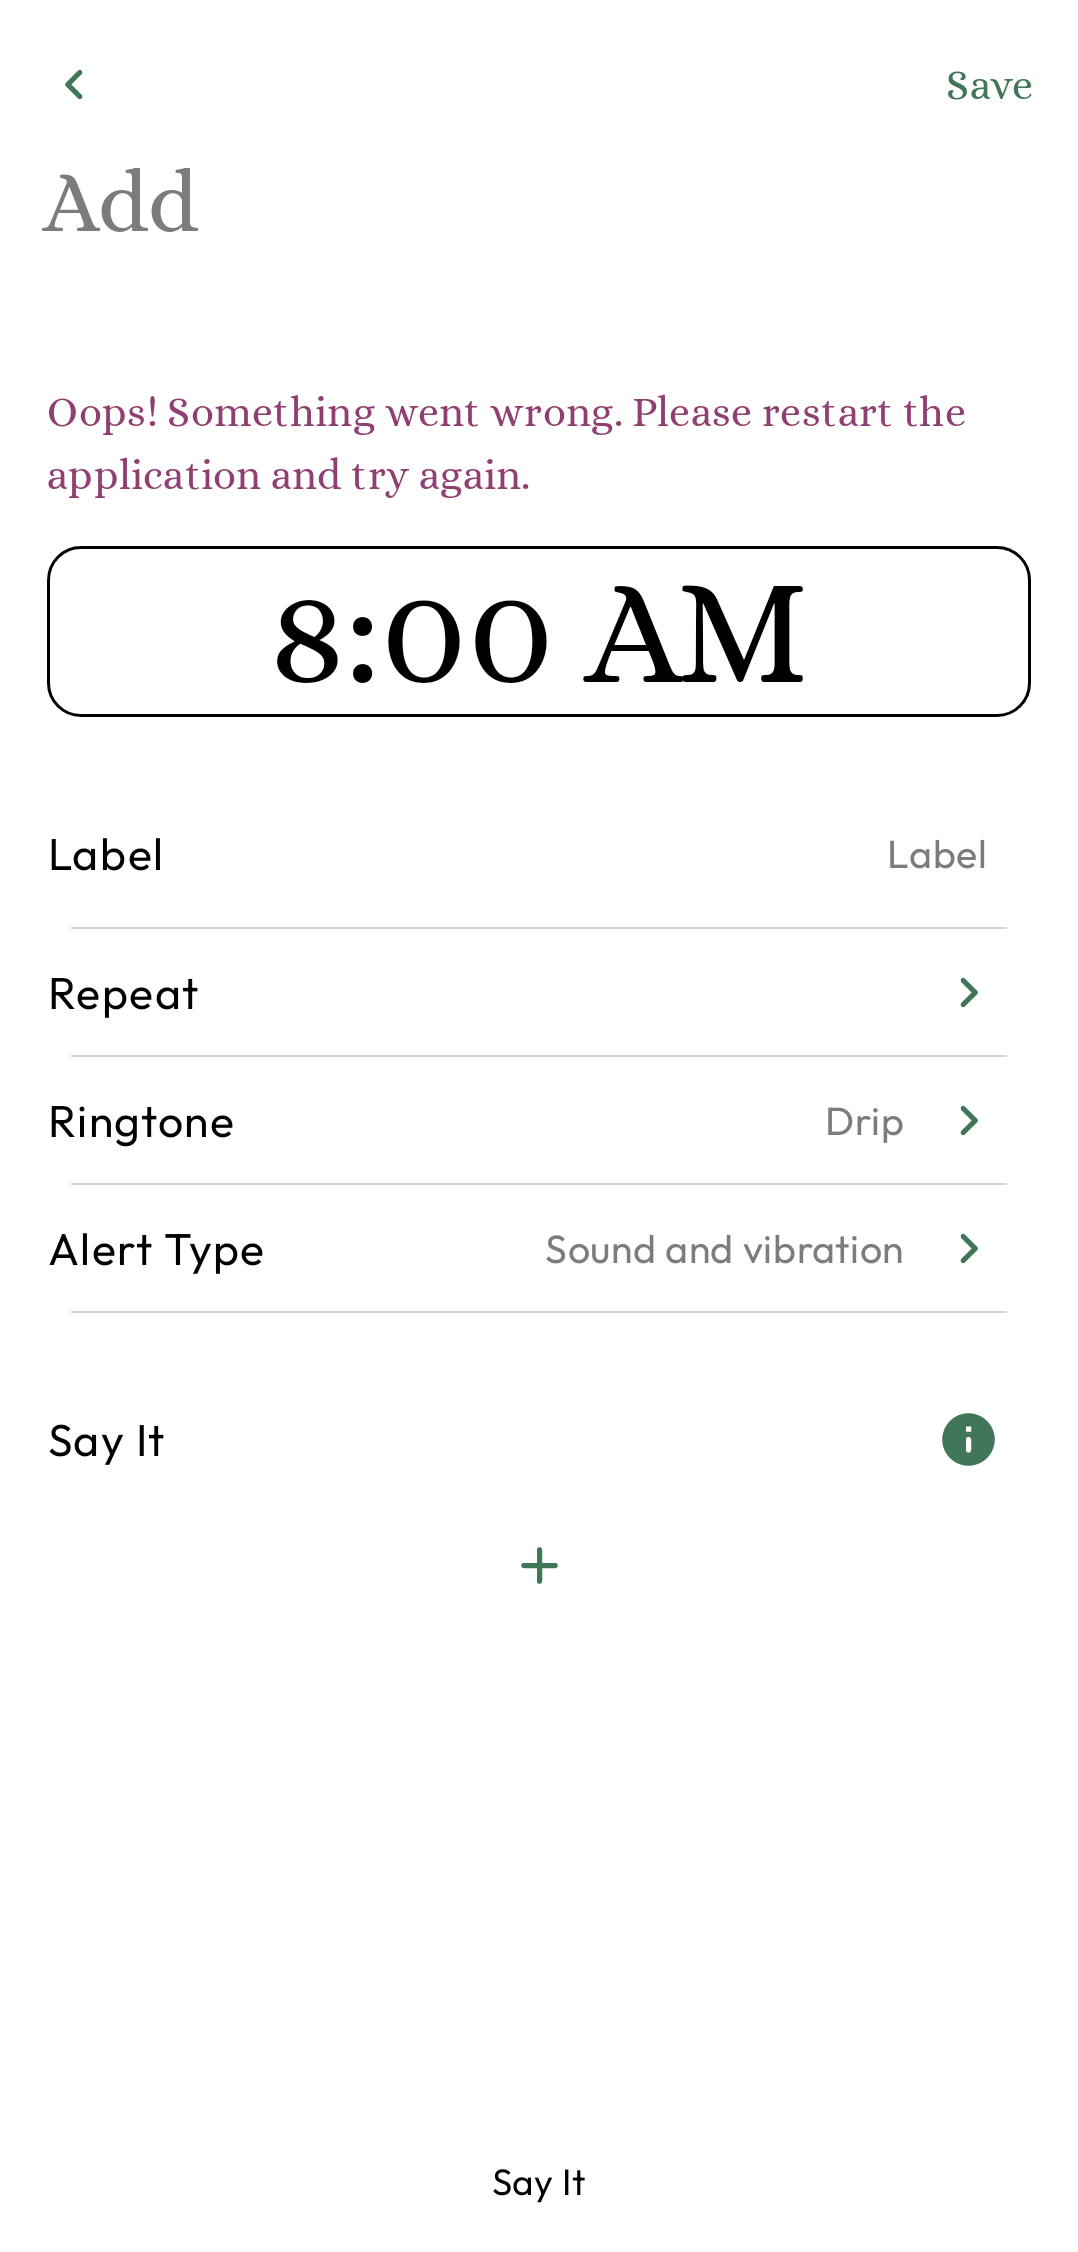 Save
Add
Oops! Something went wrong. Please restart the
application and try again.
8:00 AM
Label Label
Repeat
Ringtone Drip
Alert Type Sound and vibration
Say It
Say It